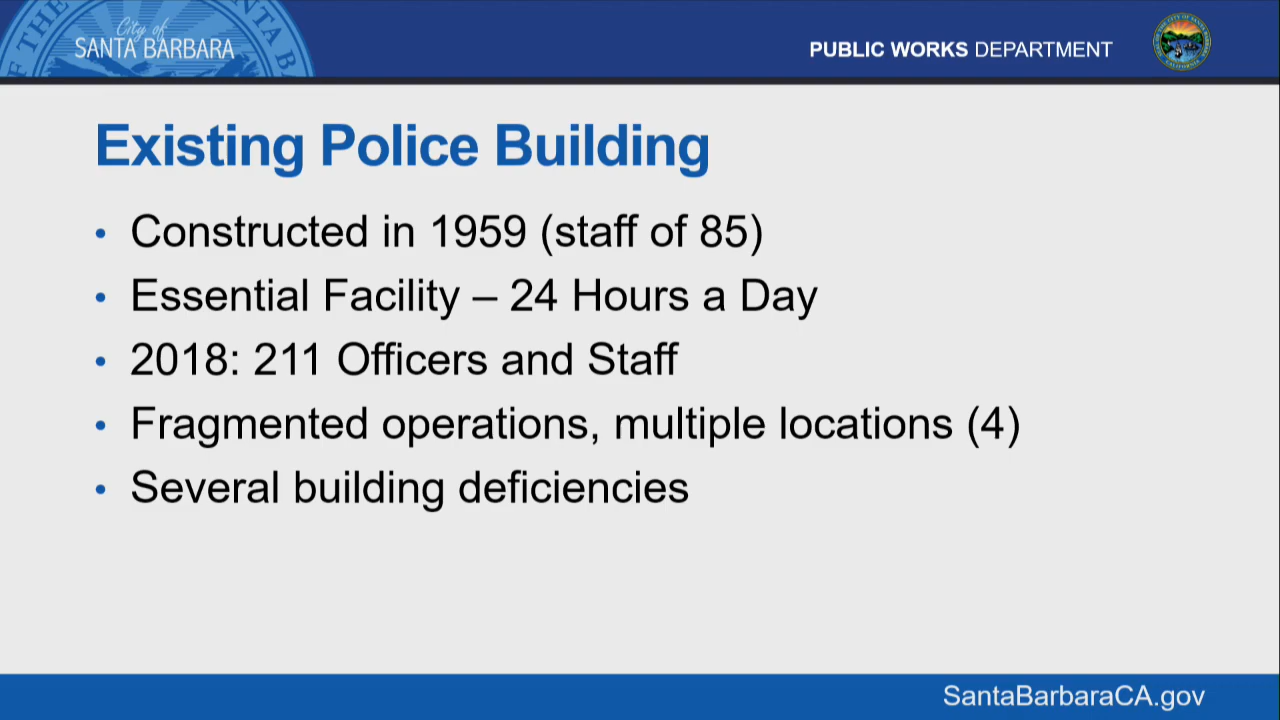 City of
SANTA BARBARA
PUBLIC WORKS DEPARTMENT
Existing Police Building
• Constructed in 1959 (staff of 85)
• Essential Facility – 24 Hours a Day
• 2018: 211 Officers and Staff
• Fragmented operations, multiple locations (4)
• Several building deficiencies
SantaBarbaraCA.gov